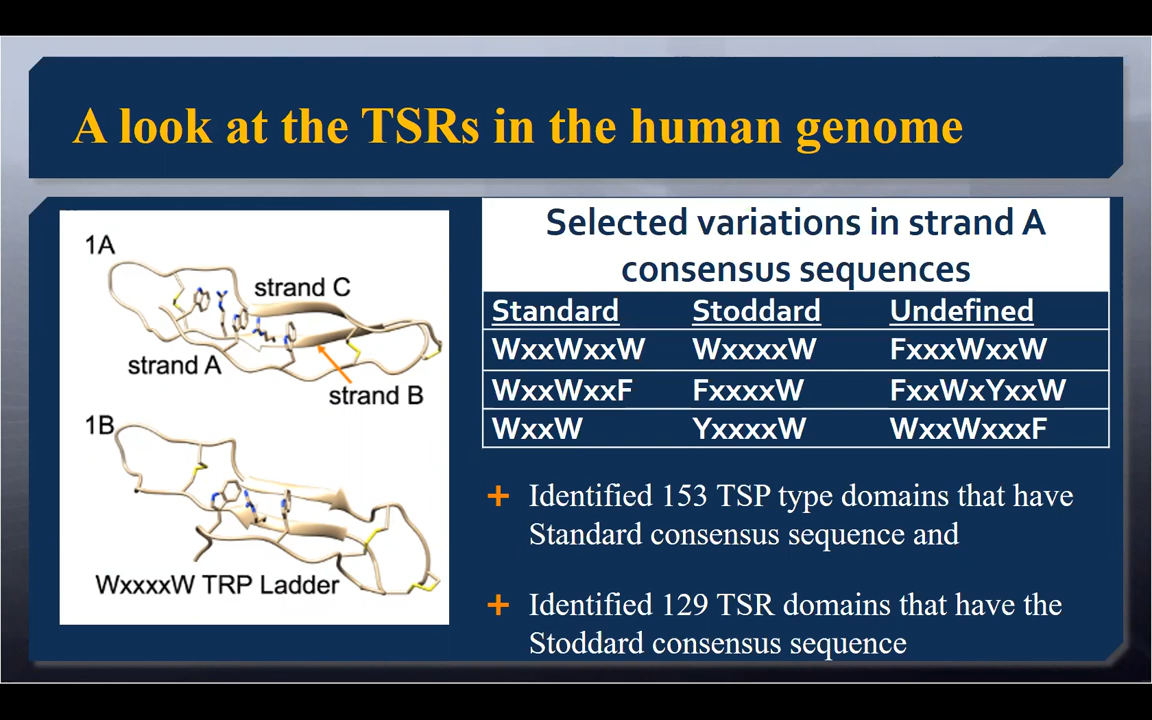 A look at the TSRs in the human genome
1A
strand C
strand A
strand B
1B
WxxxxW TRP Ladder
Selected variations in strand A
consensus sequences
Standard Stoddard Undefined
WxxWxxW WxxxxW FxxxWxxW
WxxWxxF FxxxxW FxxWxYxxW
WxxW YxxxxW WxxWxxxF
+ Identified 153 TSP type domains that have
Standard consensus sequence and
+ Identified 129 TSR domains that have the
Stoddard consensus sequence